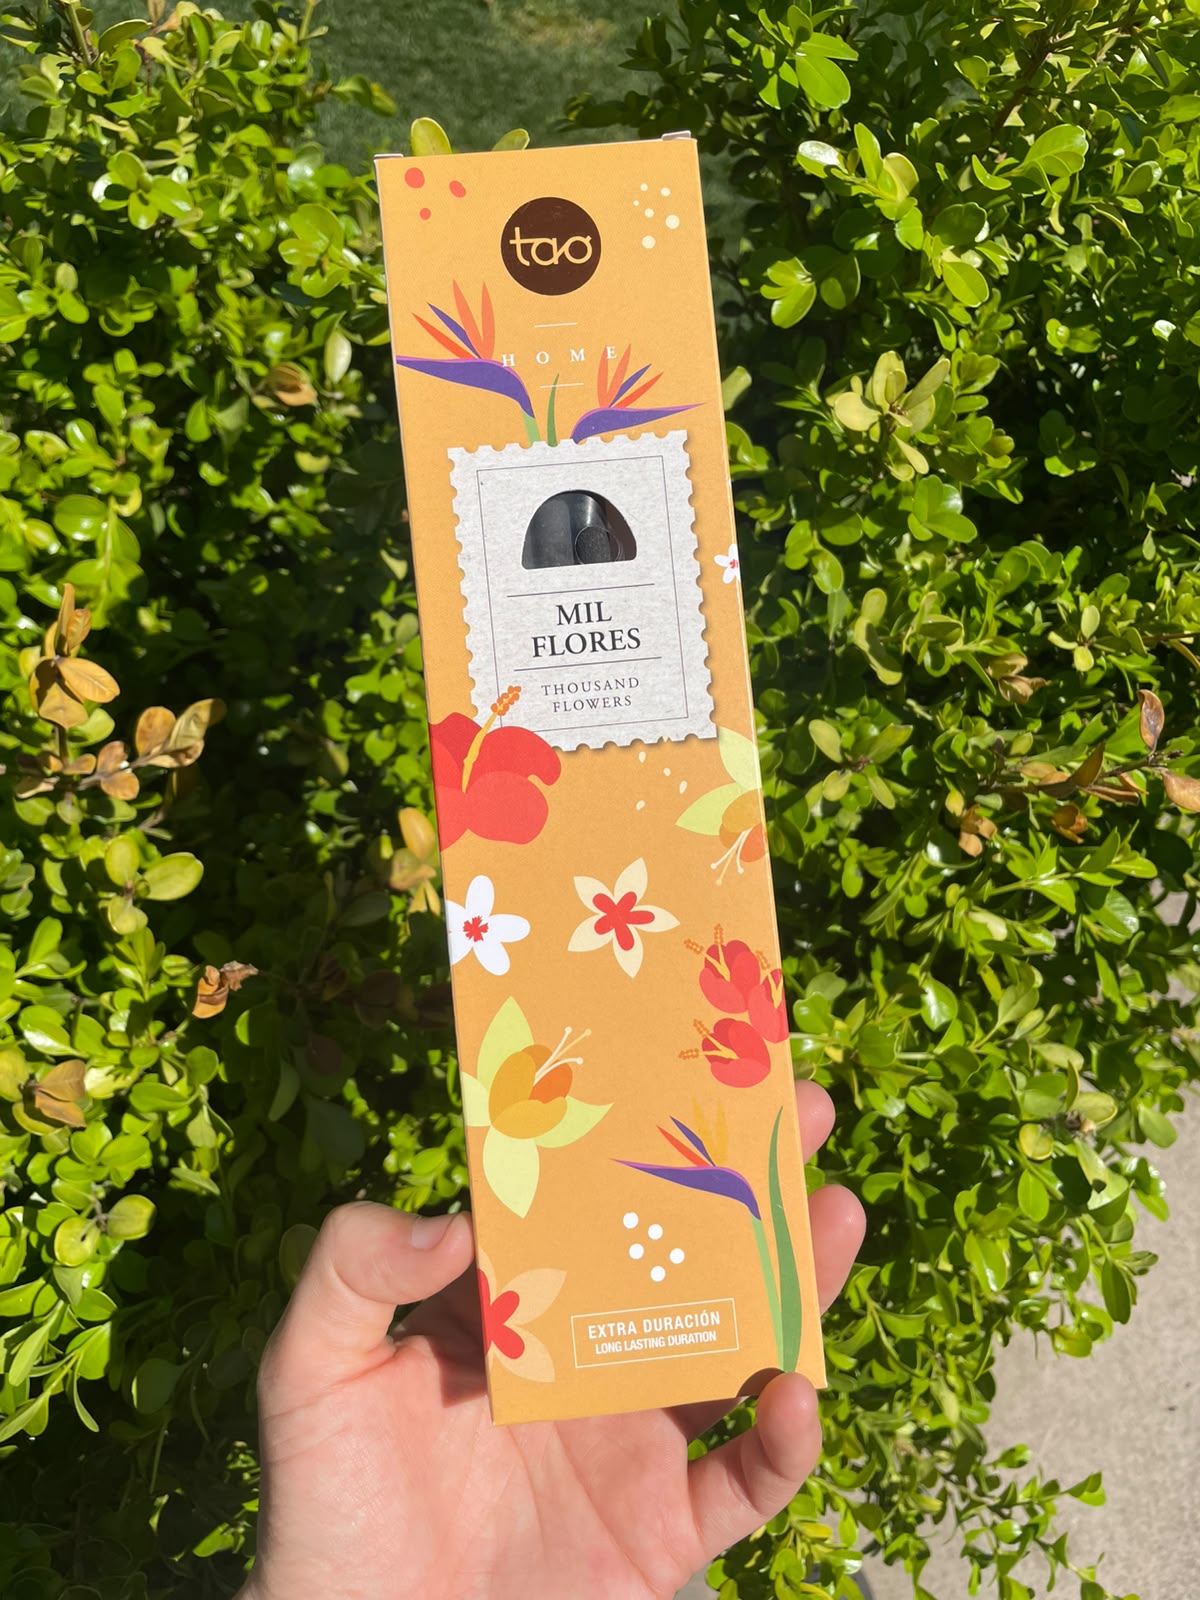 tao
HOME
MIL
FLORES
THOUSAND
FLOWERS
EXTRA DURACIÓN
LONG LASTING DURATION